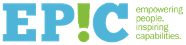 EP!C
empowering
people.
inspiring
capabilities.